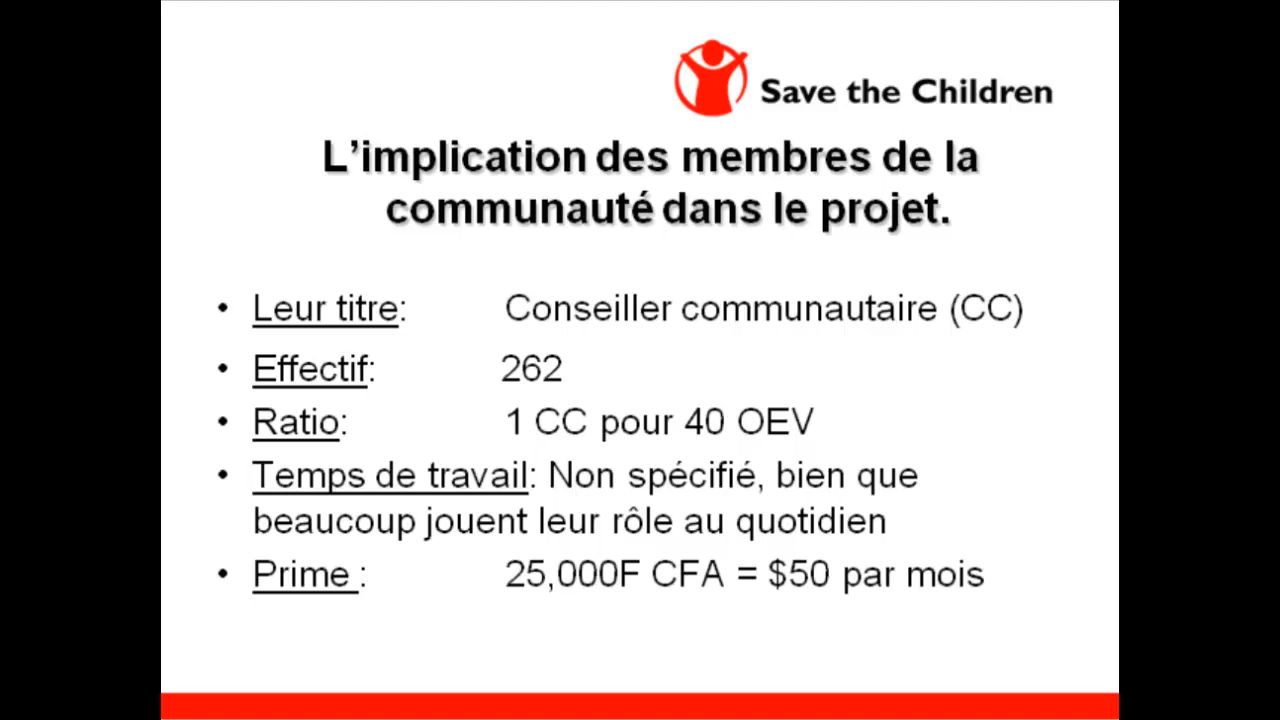 Save the Children
L’implication des membres de la
communauté dans le projet.
• Leur titre: Conseiller communautaire (CC)
• Effectif: 262
• Ratio: 1 CC pour 40 OEV
• Temps de travail: Non spécifié, bien que
beaucoup jouent leur rôle au quotidien
• Prime : 25,000F CFA = $50 par mois